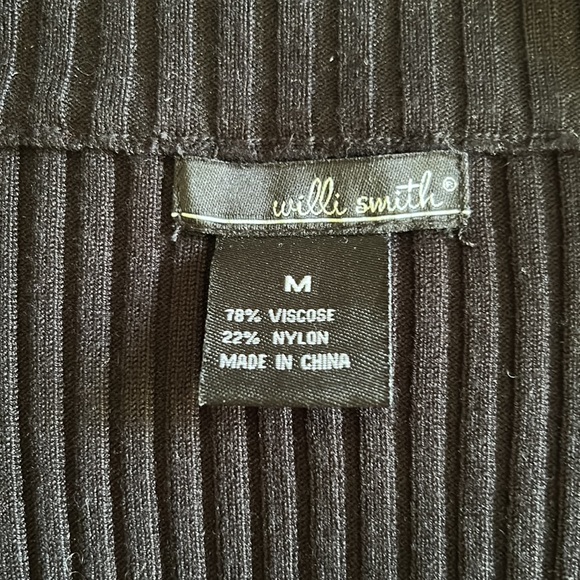 willi smith®
M
78% VISCOSE
22% NYLON
MADE IN CHINA